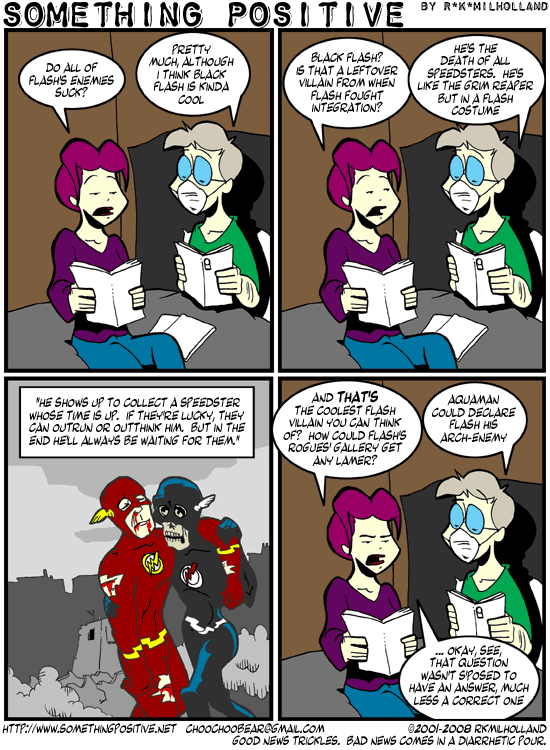 SOMETHING POSITIVE BY R*K*MILHOLLAND
DO ALL OF
FLASH'S ENEMIES
SUCK?
PRETTY
MUCH, ALTHOUGH
I THINK BLACK
FLASH IS KINDA
COOL
BLACK FLASH?
IS THAT A LEFTOVER
VILLAIN FROM WHEN
FLASH FOUGHT
INTEGRATION?
HE'S THE
DEATH OF ALL
SPEEDSTERS. HE'S
LIKE THE GRIM REAPER
BUT IN A FLASH
COSTUME
"HE SHOWS UP TO COLLECT A SPEEDSTER
WHOSE TIME IS UP. IF THEY'RE LUCKY, THEY
CAN OUTRUN OR OUTTHINK HIM. BUT IN THE
END HE'LL ALWAYS BE WAITING FOR THEM."
AND THAT'S
THE COOLEST FLASH
VILLAIN YOU CAN THINK
OF? HOW COULD FLASH'S
ROGUES' GALLERY GET
ANY LAMER?
AQUAMAN
COULD DECLARE
FLASH HIS
ARCH-ENEMY
... OKAY, SEE,
THAT QUESTION
WASN'T S'POSED TO
HAVE AN ANSWER, MUCH
LESS A CORRECT ONE
HTTP://WWW.SOMETHINGPOSITIVE.NET CHOOCHOOBEAR@GMAIL.COM ©2001-2008 RKMILHOLLAND
GOOD NEWS TRICKLES. BAD NEWS COMES IN A DIARRHETIC POUR.